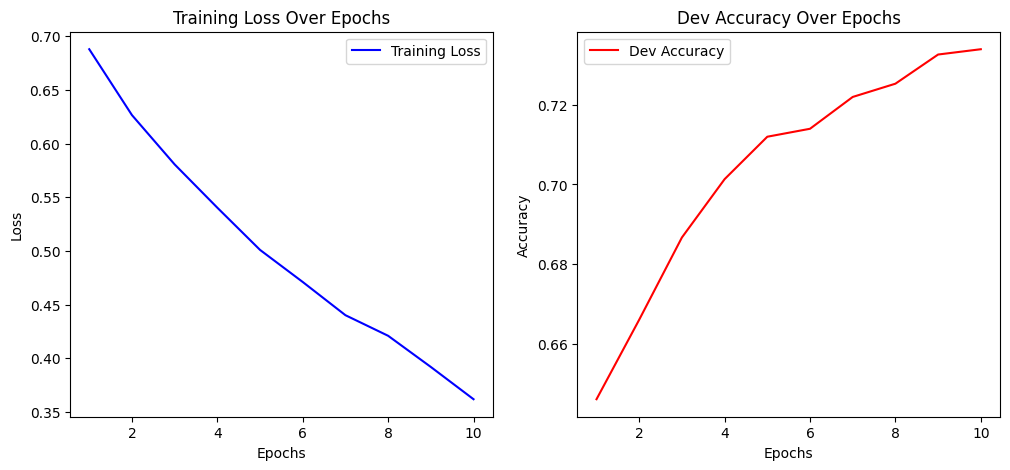 Training Loss Over Epochs
Training Loss
0.70
0.65
0.60
0.55
0.50
0.45
0.40
0.35
Loss
2 4 6 8 10
Epochs
Dev Accuracy Over Epochs
Dev Accuracy
0.72
0.70
0.68
0.66
Accuracy
2 4 6 8 10
Epochs